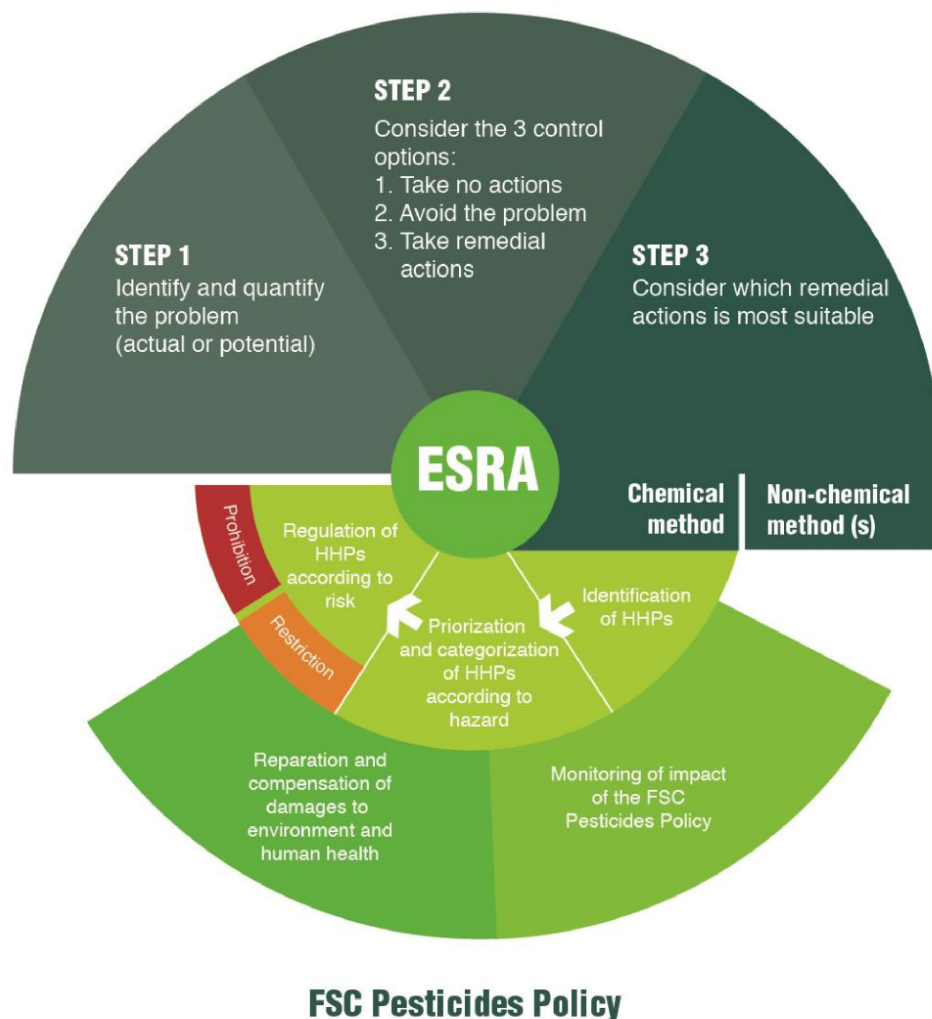 STEP 1
Identify and quantify
the problem
(actual or potential)
STEP 2
Consider the 3 control
options:
1. Take no actions
2. Avoid the problem
3. Take remedial
actions
STEP 3
Consider which remedial
actions is most suitable
ESRA
Chemical
method
Non-chemical
method (s)
Identification
of HHPs
Priorization
and categorization
of HHPs
according to
hazard
Regulation of
HHPs
according to
risk
Prohibition
Restriction
Reparation and
compensation of
damages to
environment and
human health
Monitoring of impact
of the FSC
Pesticides Policy
FSC Pesticides Policy